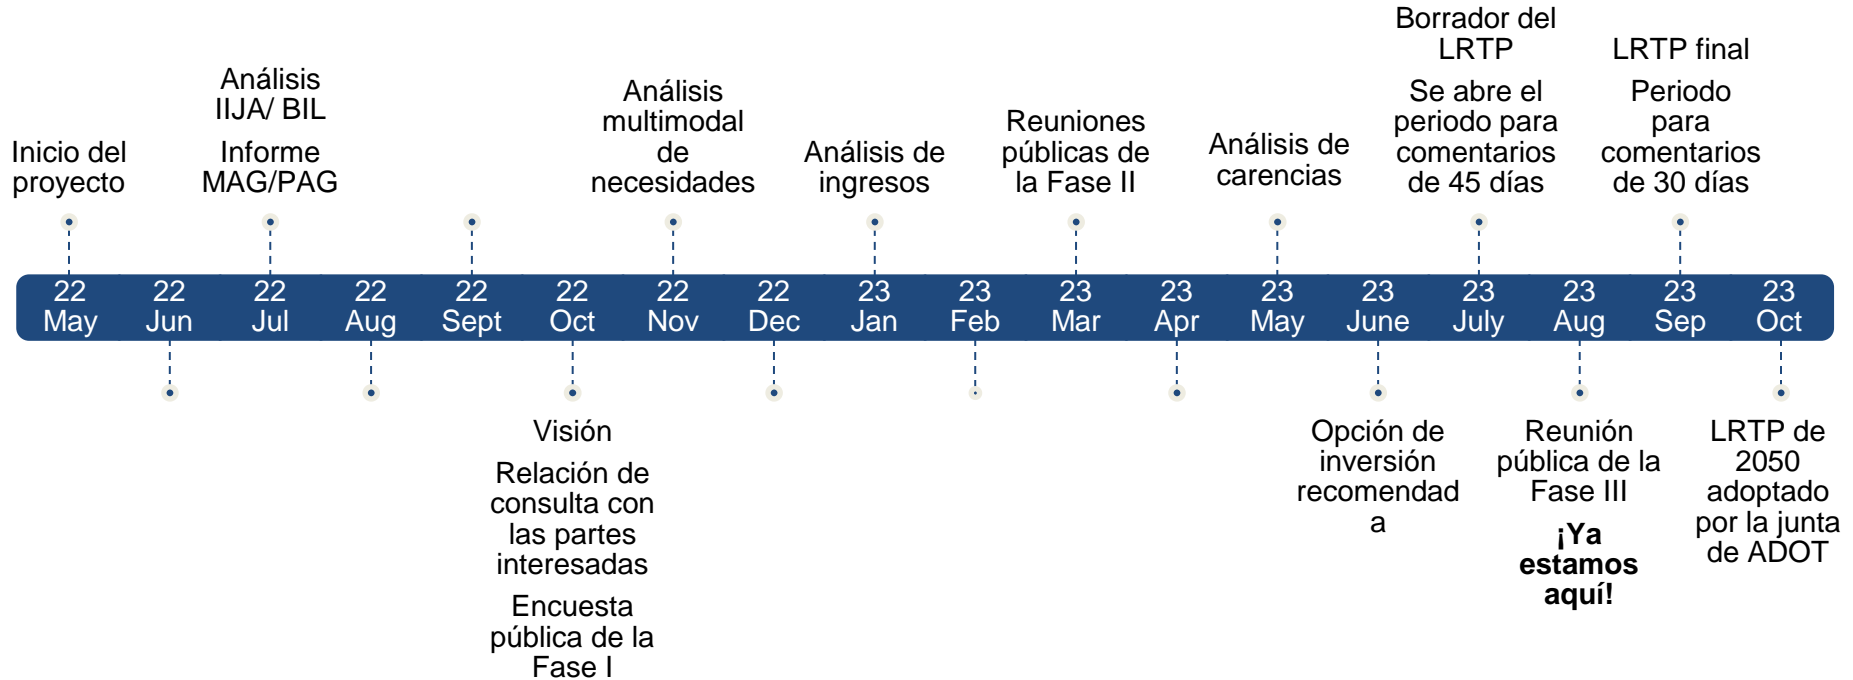 Inicio del
proyecto
Análisis
IIJA/ BIL
Informe
MAG/PAG
Análisis
multimodal
de
necesidades
Análisis de
ingresos
Reuniones
públicas de
la Fase II
Análisis de
carencias
Borrador del
LRTP
Se abre el
periodo para
comentarios
de 45 días
LRTP final
Periodo
para
comentarios
de 30 días
22
May
22
Jun
22
Jul
22
Aug
22
Sept
22
Oct
22
Nov
22
Dec
23
Jan
23
Feb
23
Mar
23
Apr
23
May
23
June
23
July
23
Aug
23
Sep
23
Oct
Visión
Relación de
consulta con
las partes
interesadas
Encuesta
pública de la
Fase I
Opción de
inversión
recomendad
a
Reunión
pública de la
Fase III
¡Ya
estamos
aquí!
LRTP de
2050
adoptado
por la junta
de ADOT